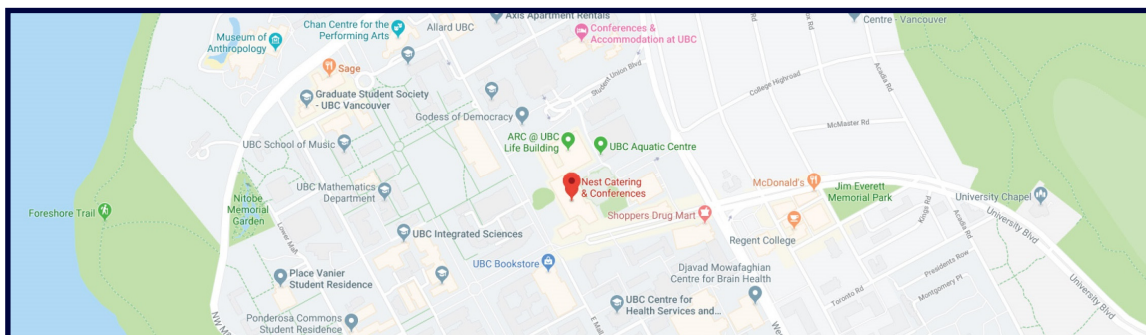 Axis Apartment Rentals
Centre - Vancouver
Chan Centre for the
Performing Arts
Allard UBC
Conferences &
Accommodation at UBC
Museum of
Anthropology
Sage
Student Union Blvd
College Highroad
Acadia Rd
Graduate Student Society
- UBC Vancouver
Godess of Democracy
McMaster Rd
ARC @ UBC
Life Building
UBC School of Music
UBC Aquatic Centre
Nest Catering
& Conferences
McDonald's
UBC Mathematics
Department
Jim Everett
Memorial Park
University Chapel
Nitobe
Memorial
Garden
Foreshore Trail
Shoppers Drug Mart
Kings Rd
Acadia Rd
University Blvd
Lower Mall
UBC Integrated Sciences
Regent College
UBC Bookstore
Presidents Row
Djavad Mowafaghian
Centre for Brain Health
Montgomery Pl
Toronto Rd
University Blvd
Place Vanier
Student Residence
UBC Centre for
Health Services and...
Ponderosa Commons
Student Residence
E Mall